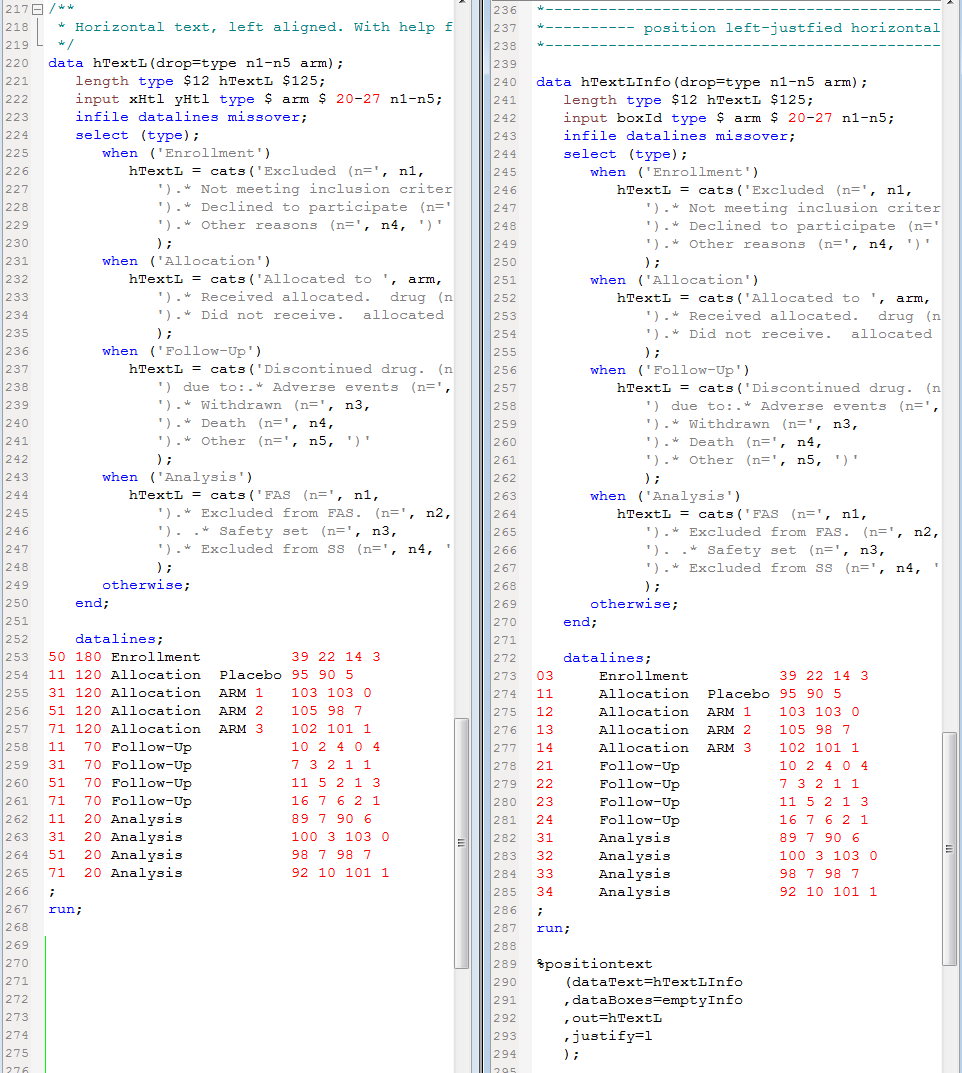 217 /**
218 * Horizontal text, left aligned. With help f
219 */
220 data hTextL(drop=type n1-n5 arm);
221 length type $12 hTextL $125;
222 input xHtl yHtl type $ arm $ 20-27 n1-n5;
223 infile datalines missover;
224 select (type);
225 when ('Enrollment')
226 hTextL = cats('Excluded (n=', n1,
227 ').* Not meeting inclusion criter
228 ').* Declined to participate (n='
229 ').* Other reasons (n=', n4, ')'
230 );
231 when ('Allocation')
232 hTextL = cats('Allocated to ', arm,
233 ').* Received allocated.  drug (n
234 ').* Did not receive.  allocated
235 );
236 when ('Follow-Up')
237 hTextL = cats('Discontinued drug. (n
238 ') due to:.* Adverse events (n=',
239 ').* Withdrawn (n=', n3,
240 ').* Death (n=', n4,
241 ').* Other (n=', n5, ')'
242 );
243 when ('Analysis')
244 hTextL = cats('FAS (n=', n1,
245 ').* Excluded from FAS. (n=', n2,
246 '). .* Safety set (n=', n3,
247 ').* Excluded from SS (n=', n4, '
248 );
249 otherwise;
250 end;
251
252 datalines;
253 50 180 Enrollment 39 22 14 3
254 11 120 Allocation Placebo 95 90 5
255 31 120 Allocation ARM 1 103 103 0
256 51 120 Allocation ARM 2 105 98 7
257 71 120 Allocation ARM 3 102 101 1
258 11 70 Follow-Up 10 2 4 0 4
259 31 70 Follow-Up 7 3 2 1 1
260 51 70 Follow-Up 11 5 2 1 3
261 71 70 Follow-Up 16 7 6 2 1
262 11 20 Analysis 89 7 90 6
263 31 20 Analysis 100 3 103 0
264 51 20 Analysis 98 7 98 7
265 71 20 Analysis 92 10 101 1
266 ;
267 run;
268
269
270
271
272
273
274
275
276
236 *--------------------------------------------
237 *---------- position left-justfied horizontal
238 *--------------------------------------------
239
240 data hTextLInfo(drop=type n1-n5 arm);
241 length type $12 hTextL $125;
242 input boxId type $ arm $ 20-27 n1-n5;
243 infile datalines missover;
244 select (type);
245 when ('Enrollment')
246 hTextL = cats('Excluded (n=', n1,
247 ').* Not meeting inclusion criter
248 ').* Declined to participate (n='
249 ').* Other reasons (n=', n4, ')'
250 );
251 when ('Allocation')
252 hTextL = cats('Allocated to ', arm,
253 ').* Received allocated.  drug (n
254 ').* Did not receive.  allocated
255 );
256 when ('Follow-Up')
257 hTextL = cats('Discontinued drug. (n
258 ') due to:.* Adverse events (n=',
259 ').* Withdrawn (n=', n3,
260 ').* Death (n=', n4,
261 ').* Other (n=', n5, ')'
262 );
263 when ('Analysis')
264 hTextL = cats('FAS (n=', n1,
265 ').* Excluded from FAS. (n=', n2,
266 '). .* Safety set (n=', n3,
267 ').* Excluded from SS (n=', n4, '
268 );
269 otherwise;
270 end;
271
272 datalines;
273 03 Enrollment 39 22 14 3
274 11 Allocation Placebo 95 90 5
275 12 Allocation ARM 1 103 103 0
276 13 Allocation ARM 2 105 98 7
277 14 Allocation ARM 3 102 101 1
278 21 Follow-Up 10 2 4 0 4
279 22 Follow-Up 7 3 2 1 1
280 23 Follow-Up 11 5 2 1 3
281 24 Follow-Up 16 7 6 2 1
282 31 Analysis 89 7 90 6
283 32 Analysis 100 3 103 0
284 33 Analysis 98 7 98 7
285 34 Analysis 92 10 101 1
286 ;
287 run;
288
289 %positiontext
290 (dataText=hTextLInfo
291 ,dataBoxes=emptyInfo
292 ,out=hTextL
293 ,justify=l
294 );
295